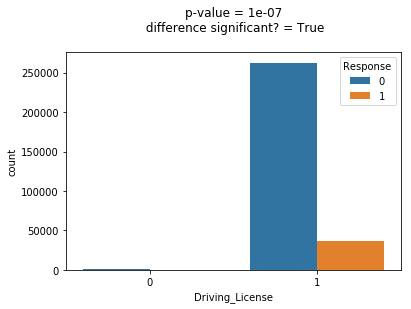 p-value = 1e-07
difference significant? = True
Response
0
1
250000
200000
150000
100000
50000
0
count
0
1
Driving_License